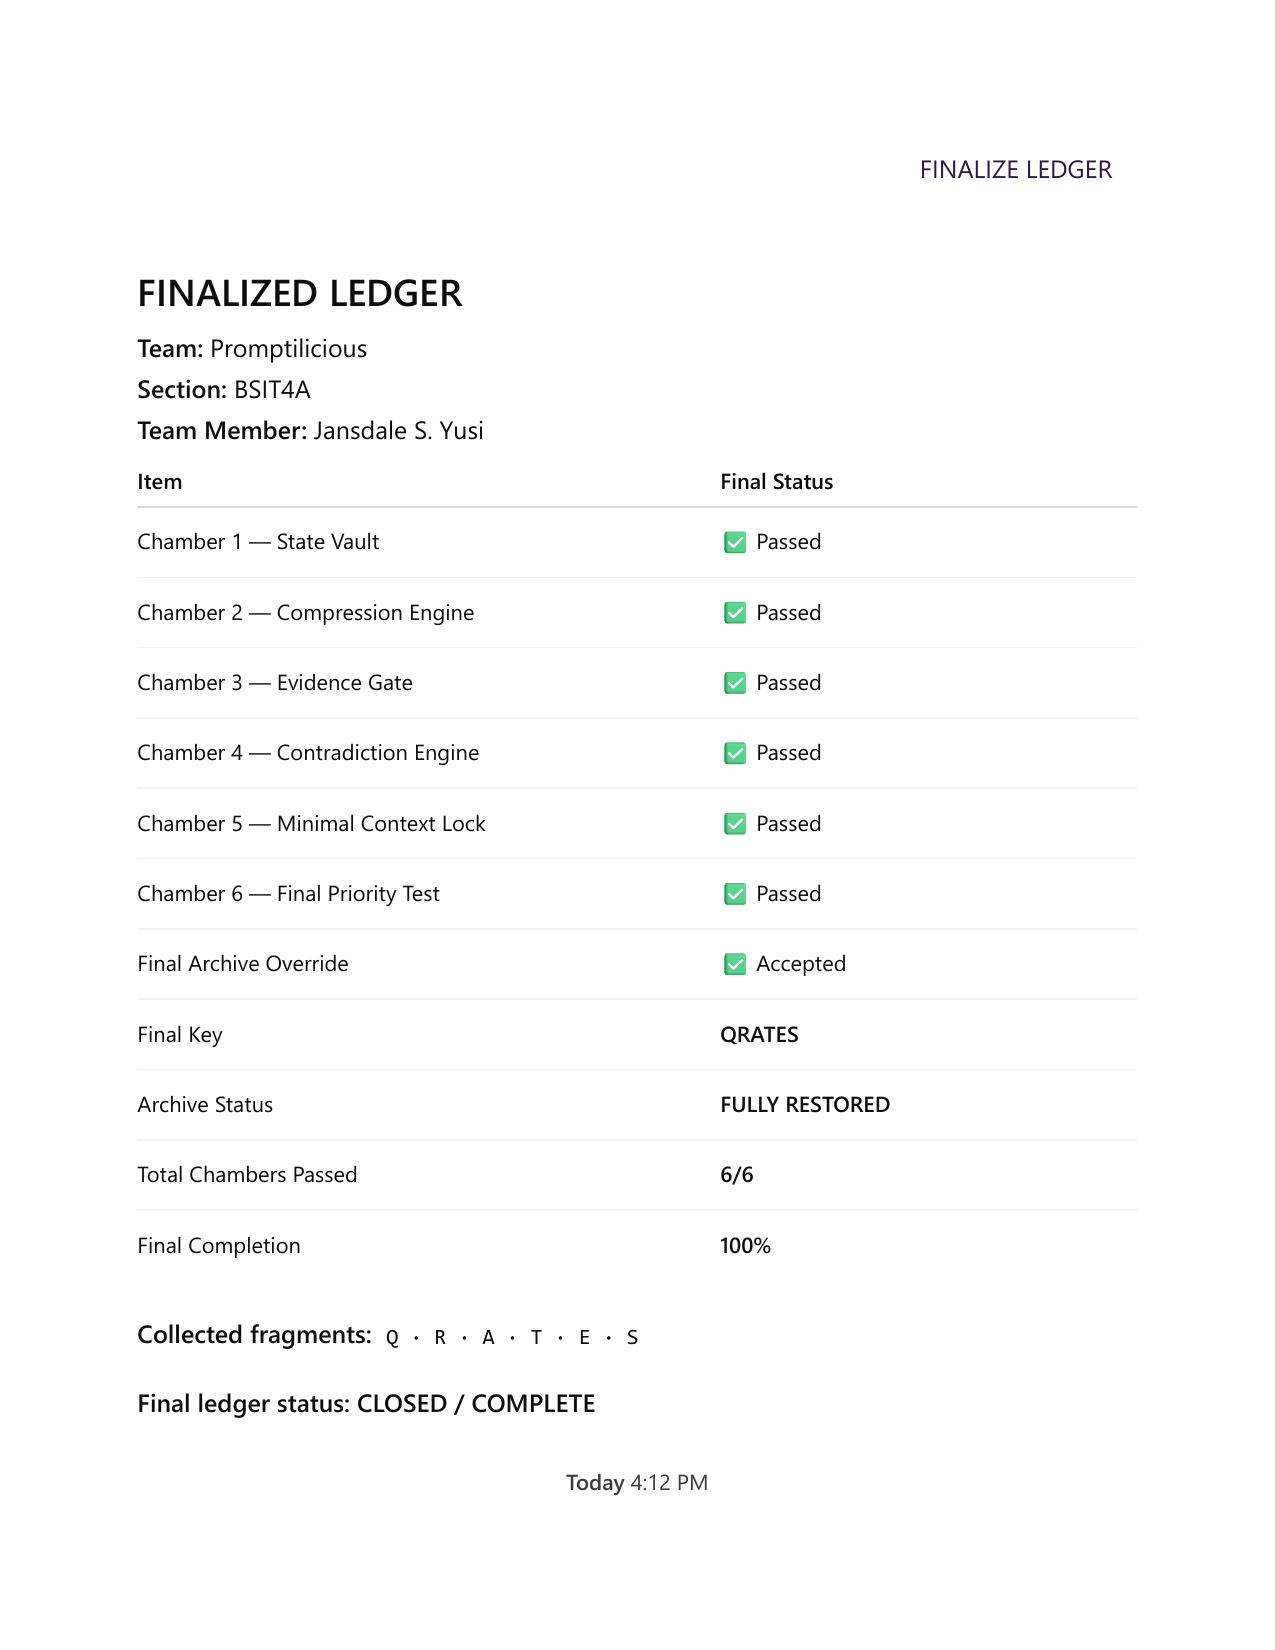 FINALIZE LEDGER
FINALIZED LEDGER
Team: Promptilicious
Section: BSIT4A
Team Member: Jansdale S. Yusi
Item Final Status
Chamber 1 — State Vault ✅ Passed
Chamber 2 — Compression Engine ✅ Passed
Chamber 3 — Evidence Gate ✅ Passed
Chamber 4 — Contradiction Engine ✅ Passed
Chamber 5 — Minimal Context Lock ✅ Passed
Chamber 6 — Final Priority Test ✅ Passed
Final Archive Override ✅ Accepted
Final Key QRATES
Archive Status FULLY RESTORED
Total Chambers Passed 6/6
Final Completion 100%
Collected fragments: Q · R · A · T · E · S
Final ledger status: CLOSED / COMPLETE
Today 4:12 PM